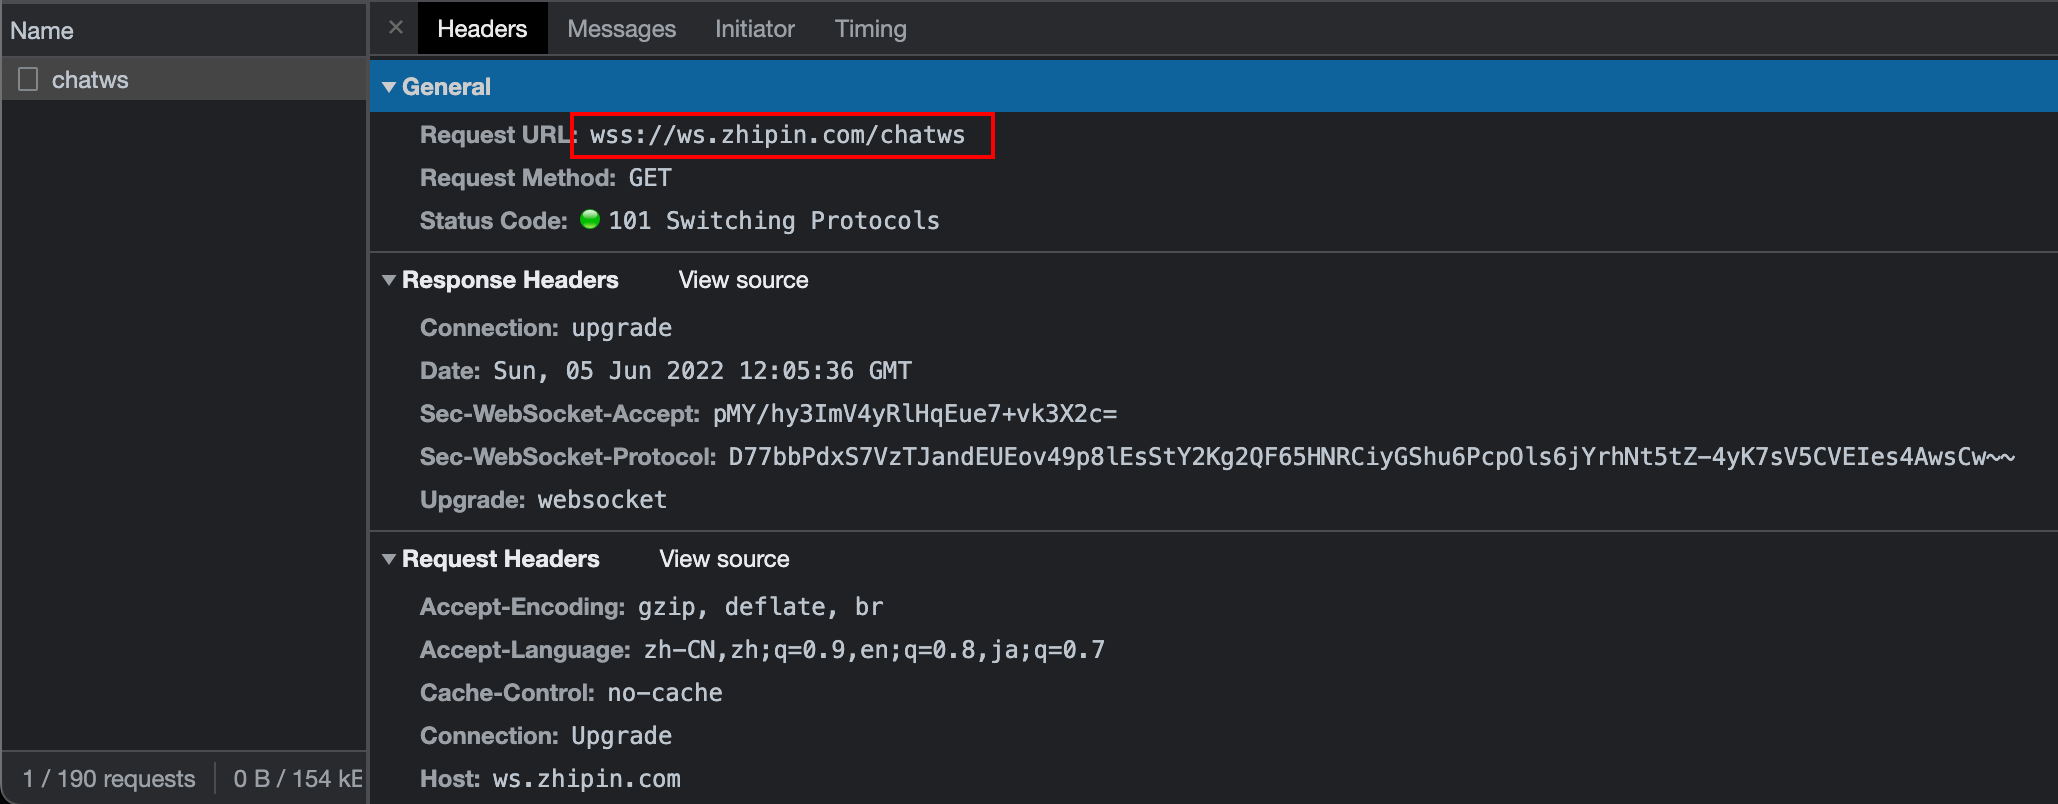 Name
chatws
1 / 190 requests
0 B / 154 kE
× Headers Messages Initiator Timing
General
Request URL: wss://ws.zhipin.com/chatws
Request Method: GET
Status Code: 101 Switching Protocols
Response Headers View source
Connection: upgrade
Date: Sun, 05 Jun 2022 12:05:36 GMT
Sec-WebSocket-Accept: pMY/hy3ImV4yRlHqEue7+vk3X2c=
Sec-WebSocket-Protocol: D77bbPdxS7VzTJandEUEov49p8lEsStY2Kg2QF65HNRCiyGShu6PcpOls6jYrhNt5tZ-4yK7sV5CVEIes4AwsCw~~
Upgrade: websocket
Request Headers View source
Accept-Encoding: gzip, deflate, br
Accept-Language: zh-CN,zh;q=0.9,en;q=0.8,ja;q=0.7
Cache-Control: no-cache
Connection: Upgrade
Host: ws.zhipin.com